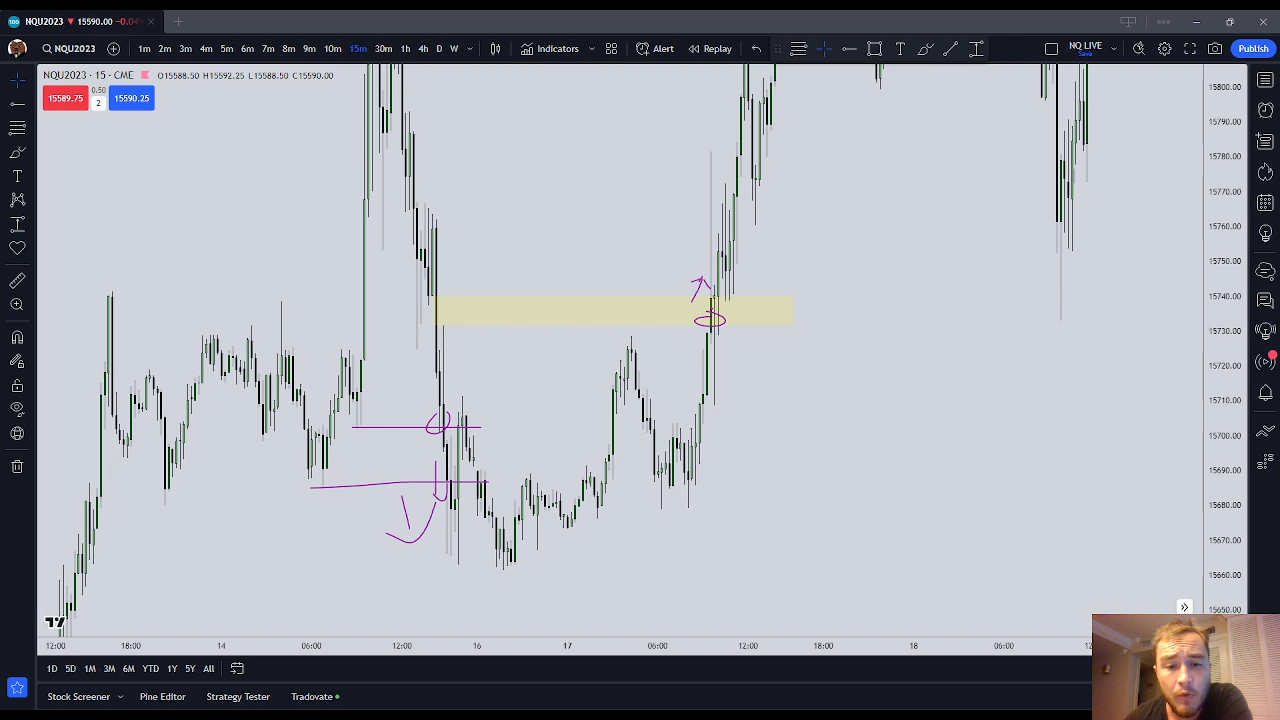 NQU2023 ▼ 15590.00 −0.04%
NQU2023 1m 2m 3m 4m 5m 6m 7m 8m 9m 10m 15m 30m 1h 4h D W Indicators Alert Replay NQ LIVE Publish
NQU2023 · 15 · CME O15588.50 H15592.25 L15588.50 C15590.00
15589.75 0.50 2 15590.25
15800.00
15790.00
15780.00
15770.00
15760.00
15750.00
15740.00
15730.00
15720.00
15710.00
15700.00
15690.00
15680.00
15670.00
15660.00
15650.00
12:00 18:00 14 06:00 12:00 16 17 06:00 12:00 18:00 18 06:00
1D 5D 1M 3M 6M YTD 1Y 5Y All
Stock Screener Pine Editor Strategy Tester Tradovate